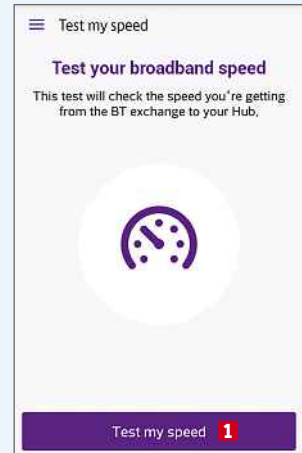 Test my speed
Test your broadband speed
This test will check the speed you're getting
from the BT exchange to your Hub,
Test my speed 1